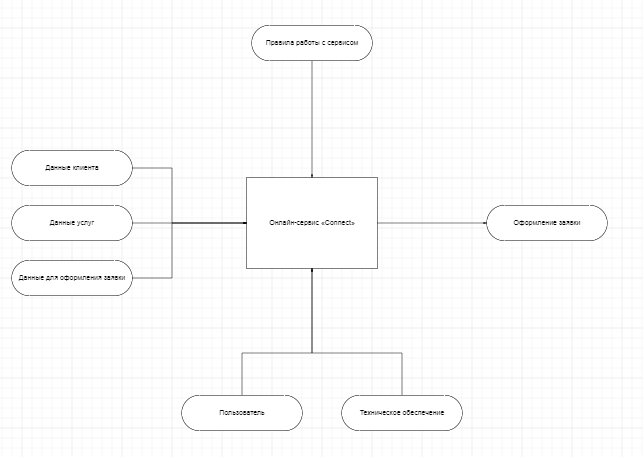 Правила работы с сервисом
Данные клиента
Данные услуг
Онлайн-сервис «Connect»
Оформление заявки
Данные для оформления заявки
Пользователь
Техническое обеспечение